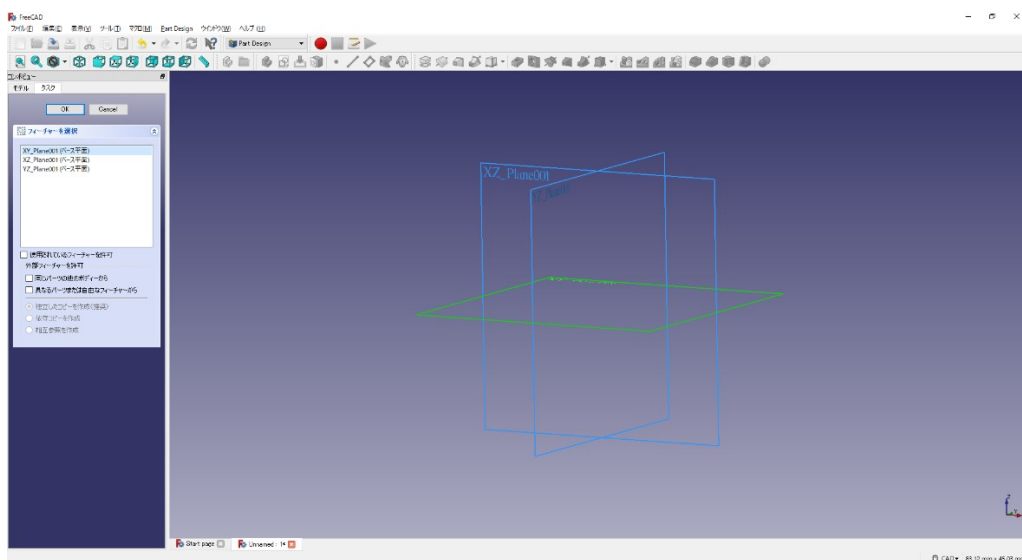 FreeCAD
ファイル(F) 編集(E) 表示(V) ツール(T) マクロ(M) Part Design ウィンドウ(W) ヘルプ(H)
Part Design
コンボビュー
モデル タスク
OK Cancel
フィーチャーを選択
XY_Plane001 (ベース平面)
XZ_Plane001 (ベース平面)
YZ_Plane001 (ベース平面)
使用されているフィーチャーを許可
外部フィーチャーを許可
同じパーツの他のボディーから
異なるパーツまたは自由なフィーチャーから
独立したコピーを作成(推奨)
依存コピーを作成
相互参照を作成
XZ_Plane001
Start page
Unnamed : 1*
CAD 83.12 mm x 45.03 mm